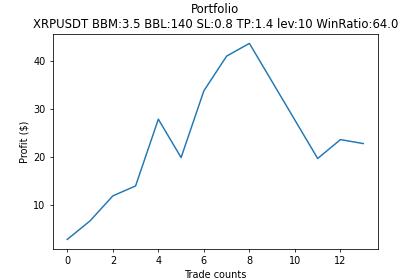 Portfolio
XRPUSDT BBM:3.5 BBL:140 SL:0.8 TP:1.4 lev:10 WinRatio:64.0
40
30
20
10
Profit ($)
0 2 4 6 8 10 12
Trade counts